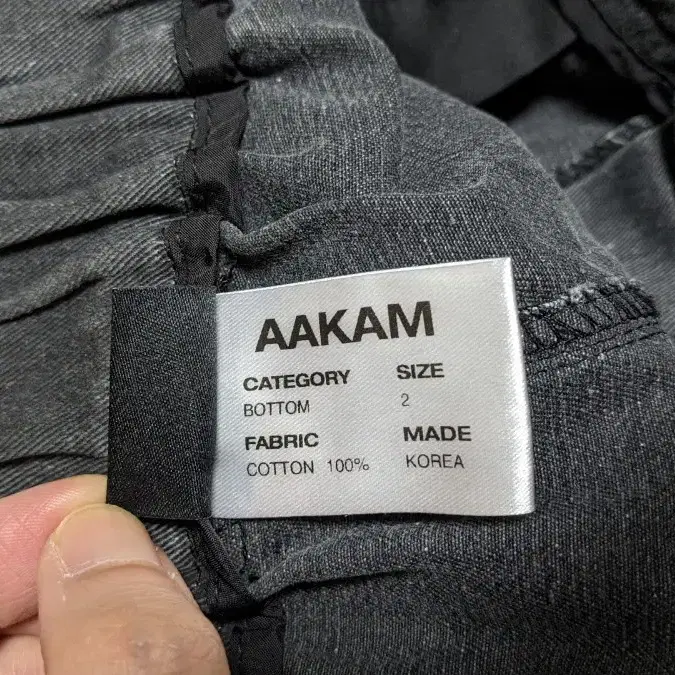 AAKAM
CATEGORY SIZE
BOTTOM 2
FABRIC MADE
COTTON 100% KOREA